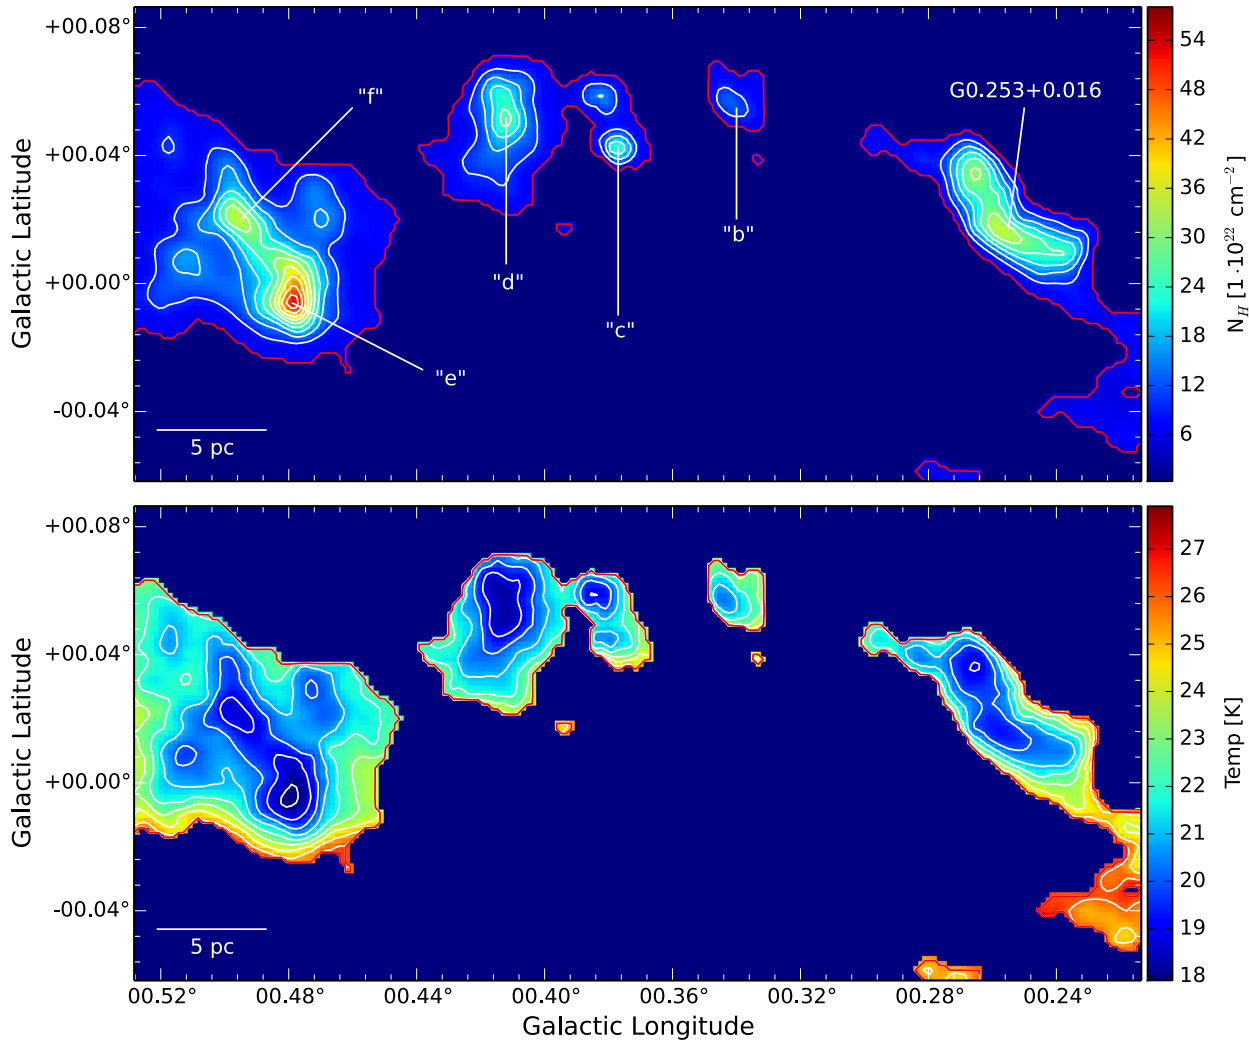 +00.08°
+00.04°
+00.00°
-00.04°
Galactic Latitude
"f"
"d"
"c"
"b"
"e"
G0.253+0.016
5 pc
54
48
42
36
30
24
18
12
6
N_H [1 ·10²² cm⁻²]
+00.08°
+00.04°
+00.00°
-00.04°
Galactic Latitude
5 pc
27
26
25
24
23
22
21
20
19
18
Temp [K]
00.52° 00.48° 00.44° 00.40° 00.36° 00.32° 00.28° 00.24°
Galactic Longitude